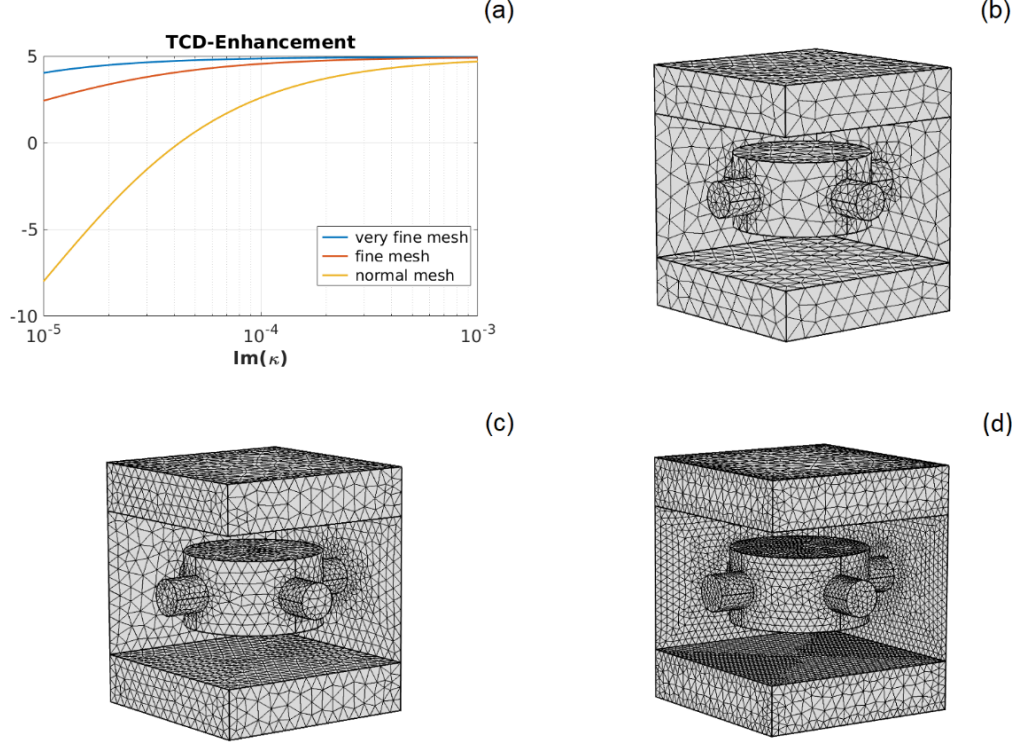 (a)
(b)
TCD-Enhancement
5
0
-5
-10
very fine mesh
fine mesh
normal mesh
10⁻⁵
10⁻⁴
10⁻³
Im(κ)
(c)
(d)